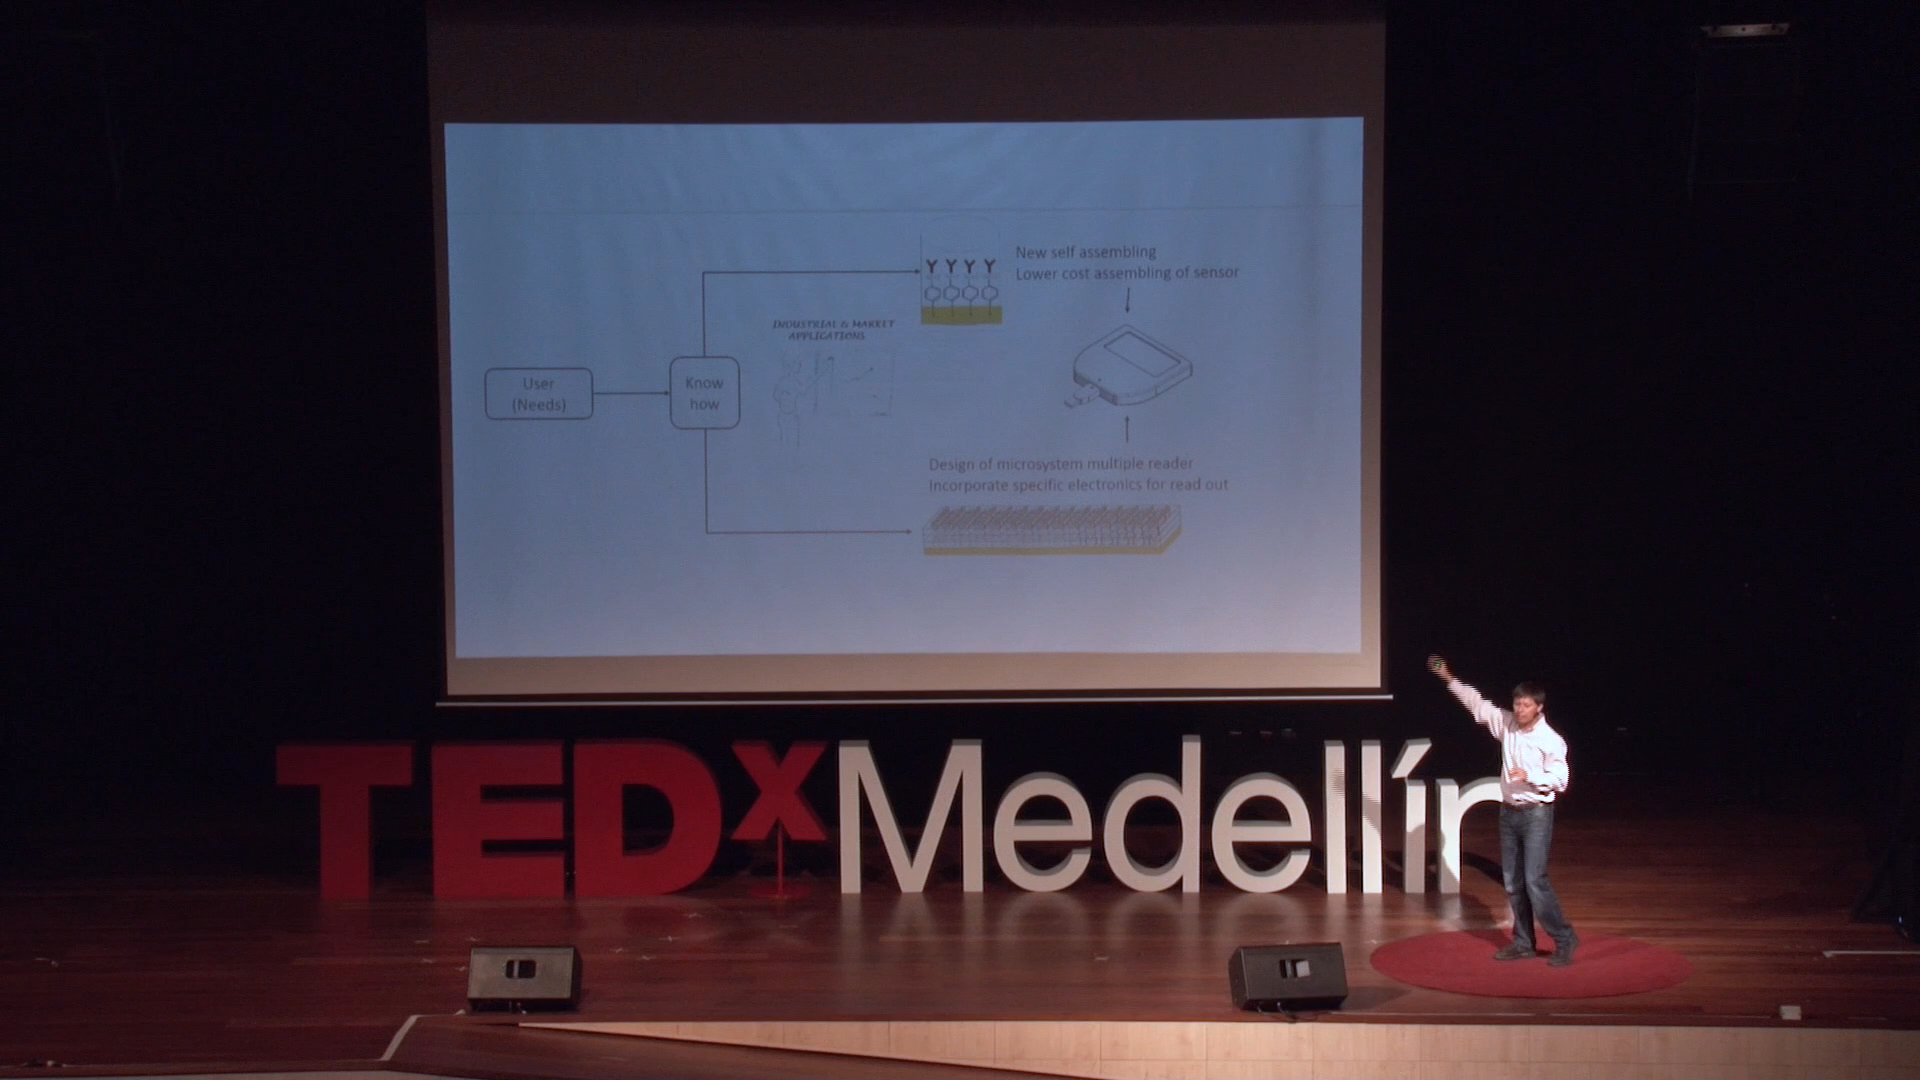 New self assembling
Lower cost assembling of sensor
INDUSTRIAL & MARKET
APPLICATIONS
User
(Needs)
Know
how
Design of microsystem multiple reader
Incorporate specific electronics for read out
TEDxMedellín